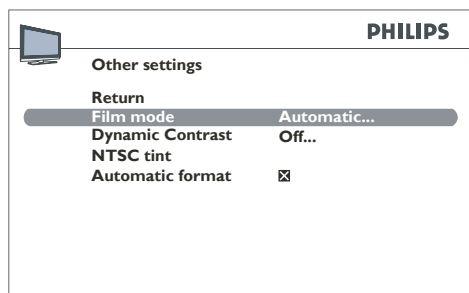 PHILIPS
Other settings
Return
Film mode Automatic...
Dynamic Contrast Off...
NTSC tint
Automatic format